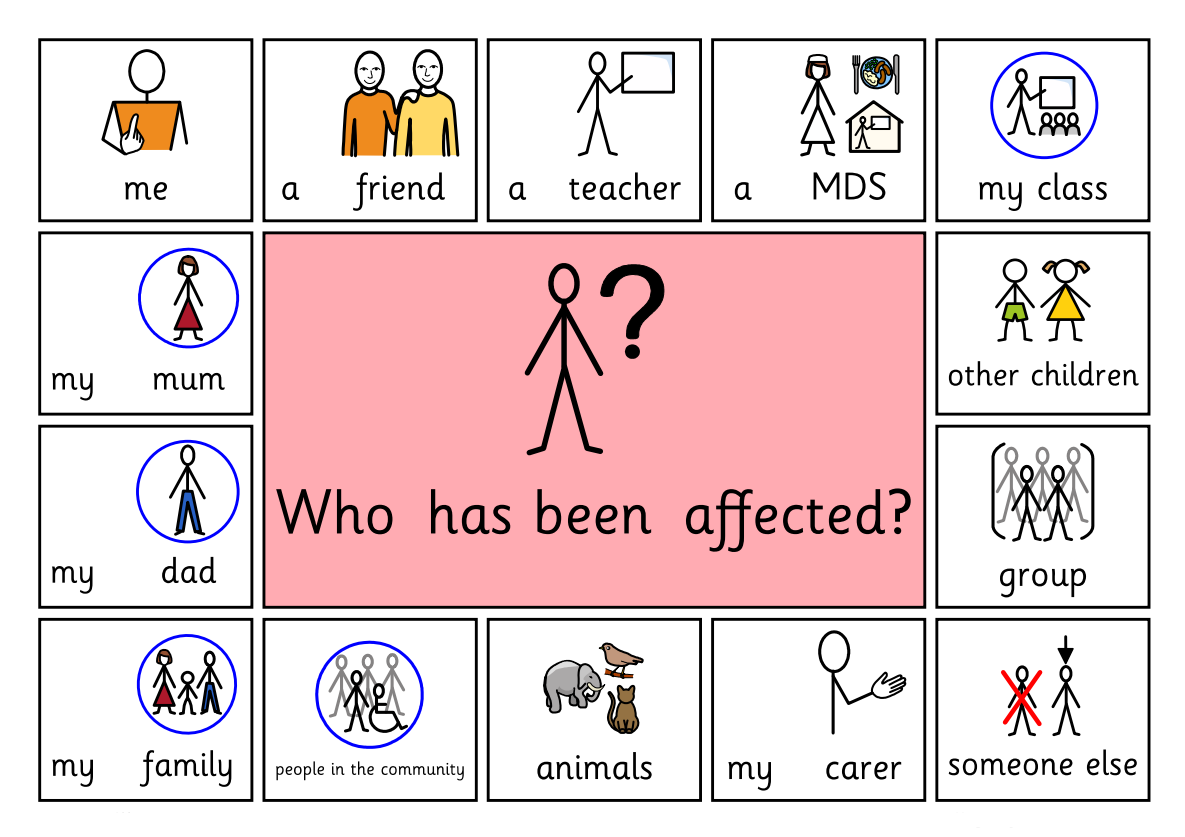 me
a friend
a teacher
a MDS
my class
my mum
?
Who has been affected?
other children
my dad
group
my family
people in the community
animals
my carer
someone else